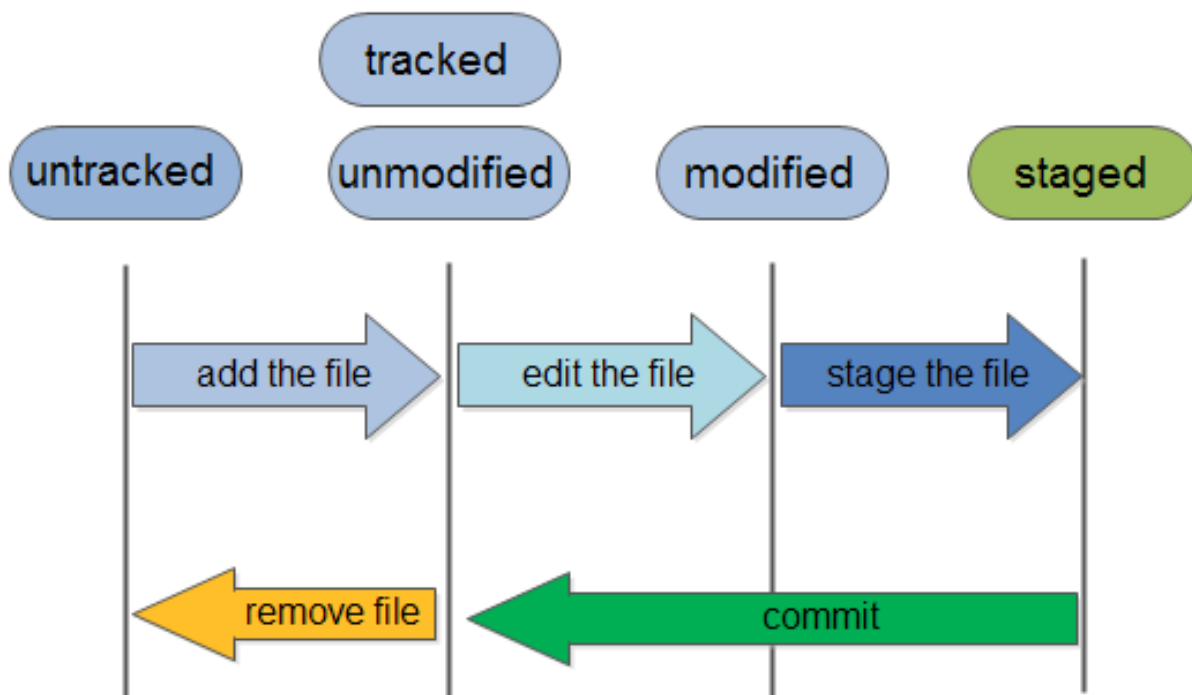 tracked
untracked
unmodified
modified
staged
add the file
edit the file
stage the file
remove file
commit